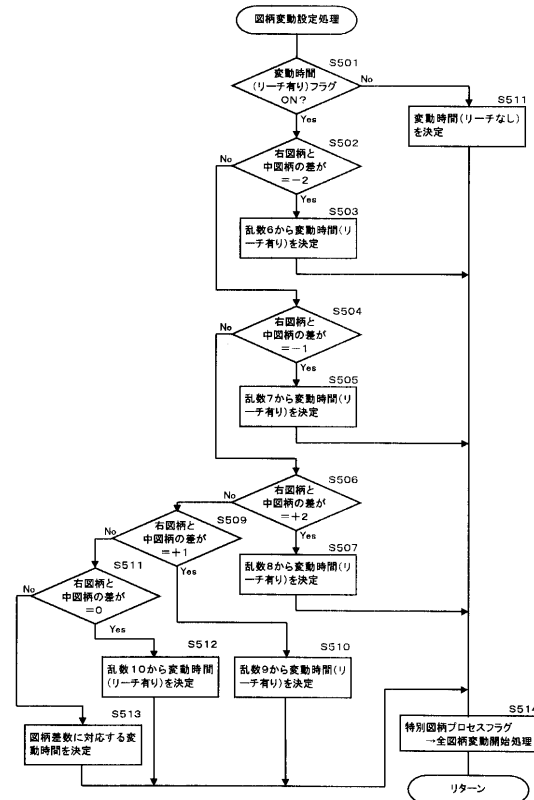 図柄変動設定処理
S501
変動時間
(リーチ有り)フラグ
ON?
No
Yes
S511
変動時間(リーチなし)
を決定
S502
右図柄と
中図柄の差が
=-2
No
Yes
S503
乱数6から変動時間(リ
ーチ有り)を決定
S504
右図柄と
中図柄の差が
=-1
No
Yes
S505
乱数7から変動時間(リ
ーチ有り)を決定
S506
右図柄と
中図柄の差が
=+2
No
Yes
S507
乱数8から変動時間(リ
ーチ有り)を決定
S509
右図柄と
中図柄の差が
=+1
No
Yes
S511
右図柄と
中図柄の差が
=0
No
Yes
S512
乱数10から変動時間
(リーチ有り)を決定
S510
乱数9から変動時間(リ
ーチ有り)を決定
S513
図柄差数に対応する変
動時間を決定
S514
特別図柄プロセスフラグ
→全図柄変動開始処理
リターン